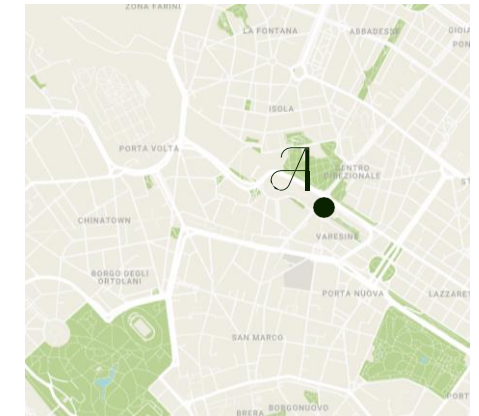 ZONA FARINI
LA FONTANA
ABBADESSE
GIOIA
PON
ISOLA
PORTA VOLTA
A
CENTRO
DIREZIONALE
ST
CHINATOWN
VARESINE
BORGO DEGLI
ORTOLANI
PORTA NUOVA
LAZZARET
SAN MARCO
BRERA
BORGONUOVO
PORT